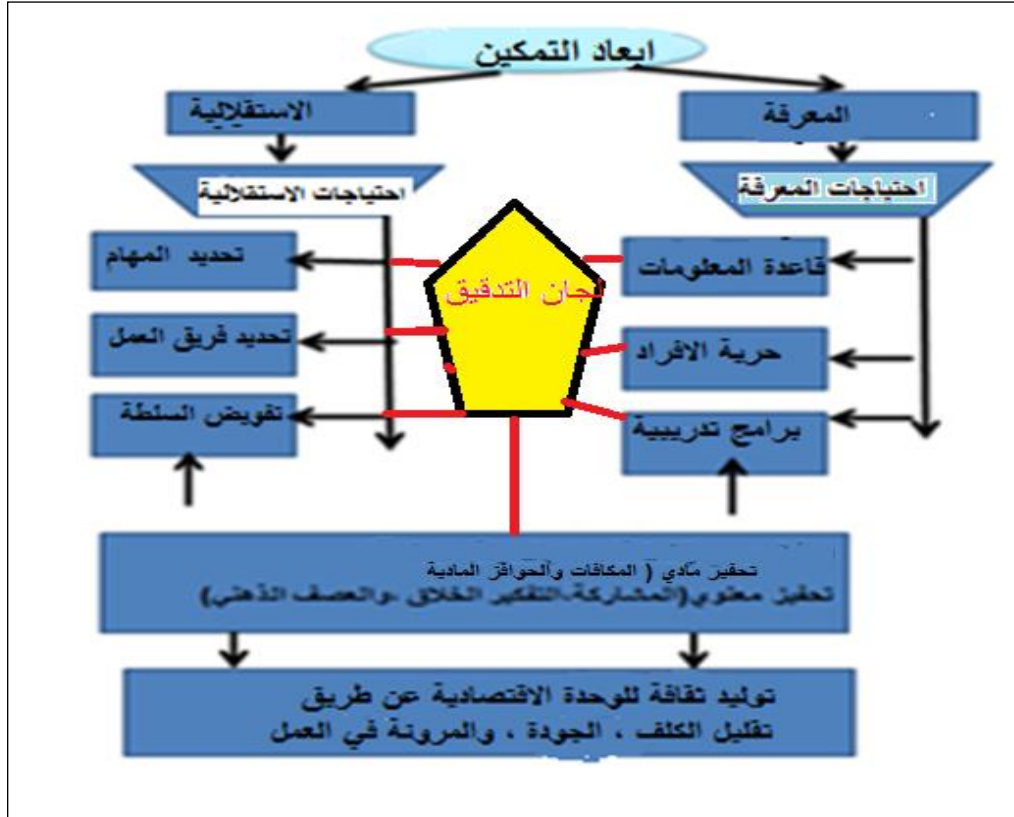 ابعاد التمكين
المعرفة
الاستقلالية
احتياجات المعرفة
احتياجات الاستقلالية
قاعدة المعلومات
تحديد المهام
لجان التدقيق
حرية الافراد
تحديد فريق العمل
برامج تدريبية
تفويض السلطة
تحفيز مادي ( المكافات والحوافز المادية
تحفيز معنوي(المشاركة-التفكير الخلاق -والعصف الذهني)
توليد ثقافة للوحدة الاقتصادية عن طريق
تقليل الكلف ، الجودة ، والمرونة في العمل